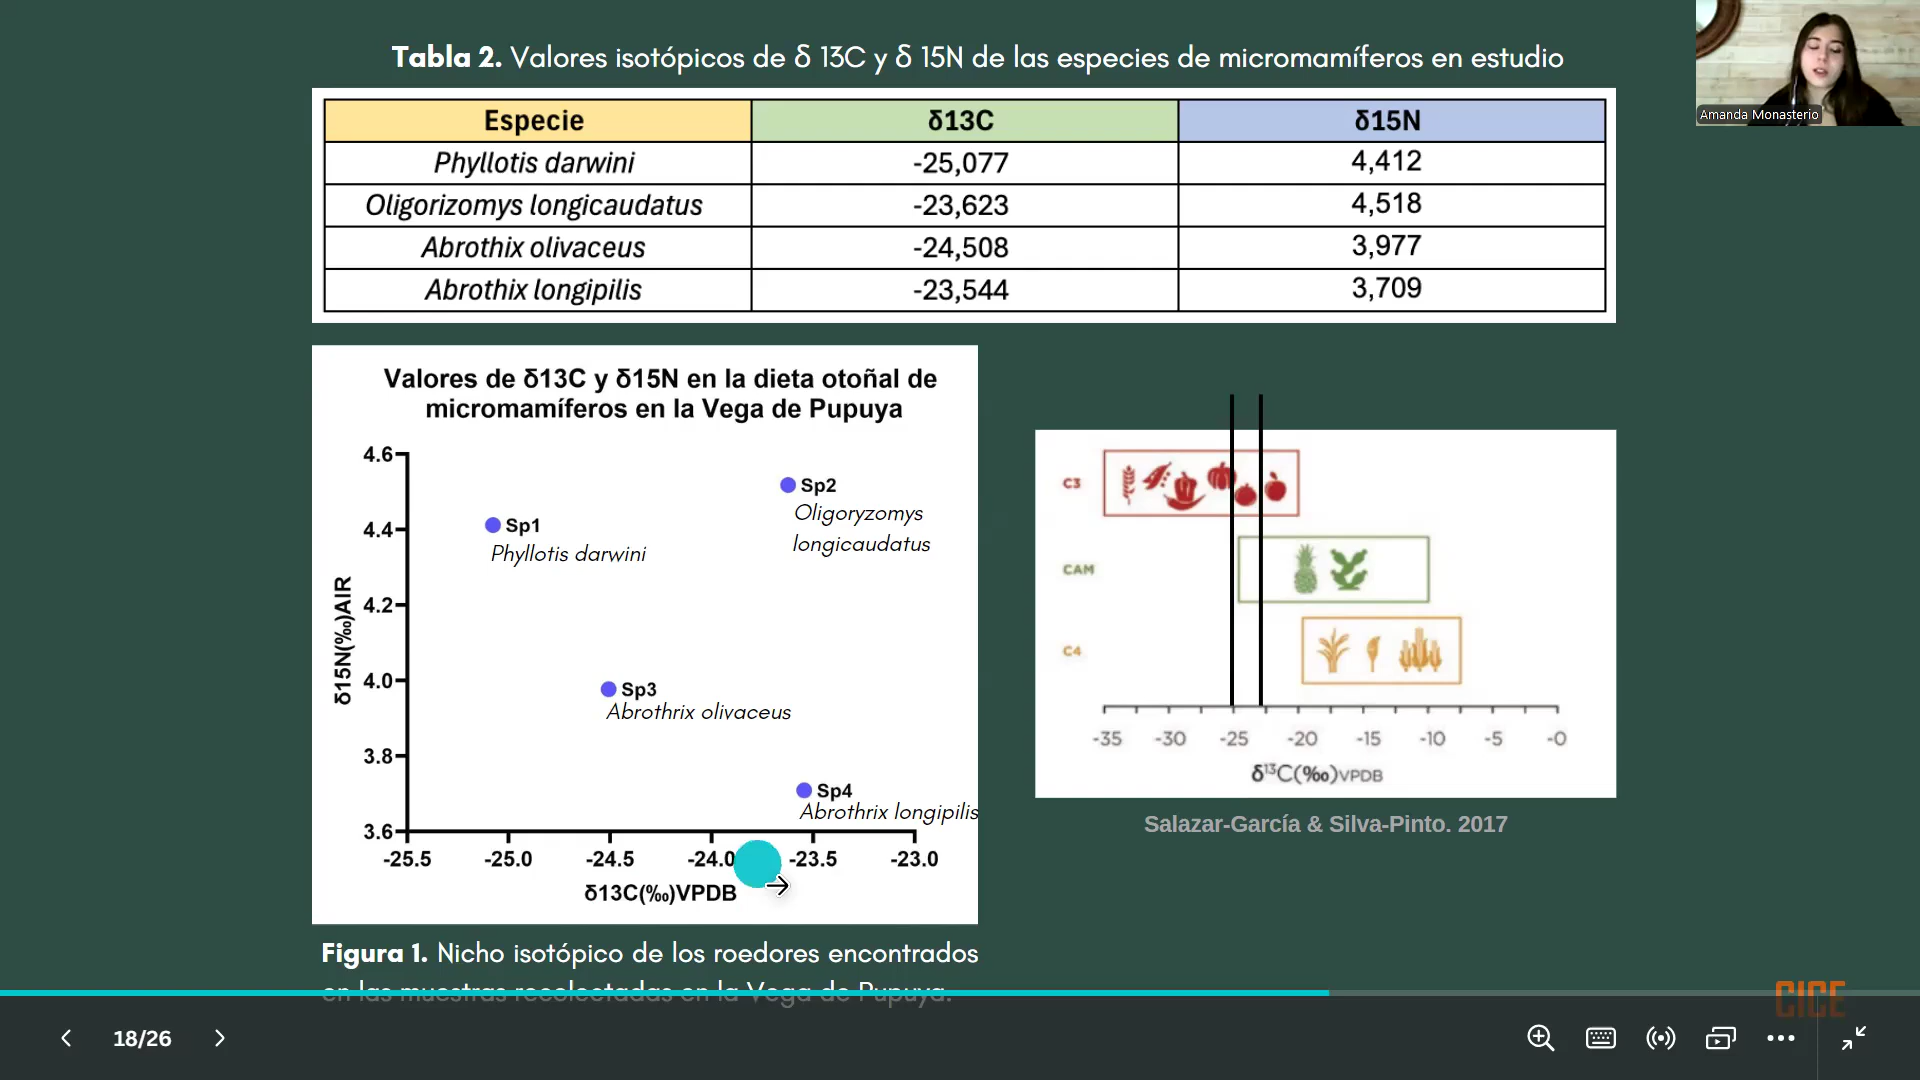 Tabla 2. Valores isotópicos de δ 13C y δ 15N de las especies de micromamíferos en estudio
Amanda Monasterio
Especie δ13C δ15N
Phyllotis darwini -25,077 4,412
Oligorizomys longicaudatus -23,623 4,518
Abrothix olivaceus -24,508 3,977
Abrothix longipilis -23,544 3,709
Valores de δ13C y δ15N en la dieta otoñal de
micromamíferos en la Vega de Pupuya
δ15N(‰)AIR
4.6
4.4
4.2
4.0
3.8
3.6
Sp1
Phyllotis darwini
Sp2
Oligoryzomys
longicaudatus
Sp3
Abrothrix olivaceus
Sp4
Abrothrix longipilis
-25.5 -25.0 -24.5 -24.0 -23.5 -23.0
δ13C(‰)VPDB
C3
CAM
C4
-35 -30 -25 -20 -15 -10 -5 -0
δ13C(‰)VPDB
Salazar-García & Silva-Pinto. 2017
Figura 1. Nicho isotópico de los roedores encontrados
en las muestras recolectadas en la Vega de Pupuya.
CICE
18/26